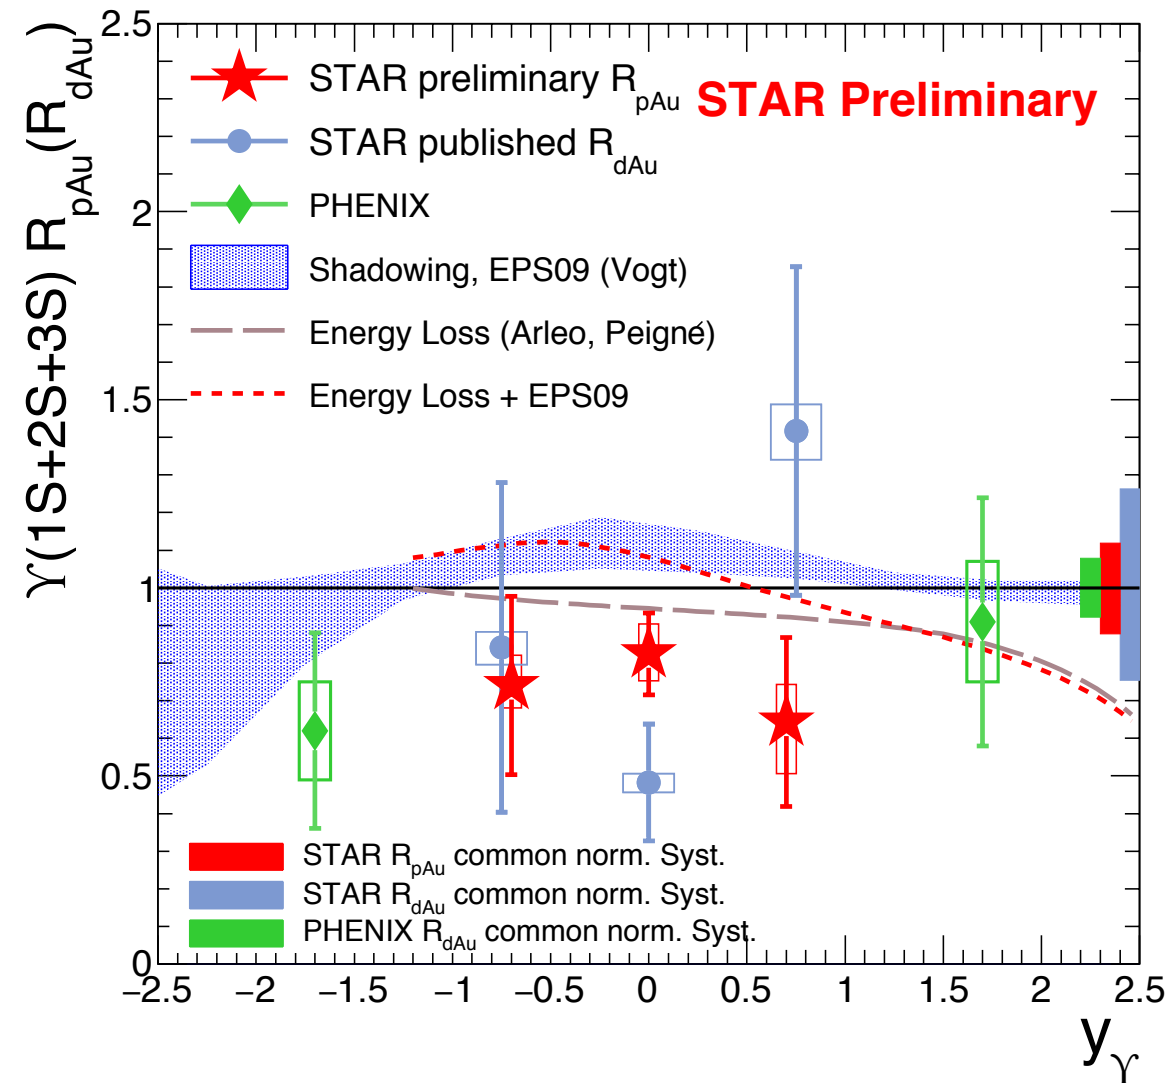 ϒ(1S+2S+3S) R_pAu (R_dAu)
2.5
2
1.5
1
0.5
0
STAR preliminary R_pAu
STAR Preliminary
STAR published R_dAu
PHENIX
Shadowing, EPS09 (Vogt)
Energy Loss (Arleo, Peigné)
Energy Loss + EPS09
STAR R_pAu common norm. Syst.
STAR R_dAu common norm. Syst.
PHENIX R_dAu common norm. Syst.
−2.5 −2 −1.5 −1 −0.5 0 0.5 1 1.5 2 2.5
y_ϒ